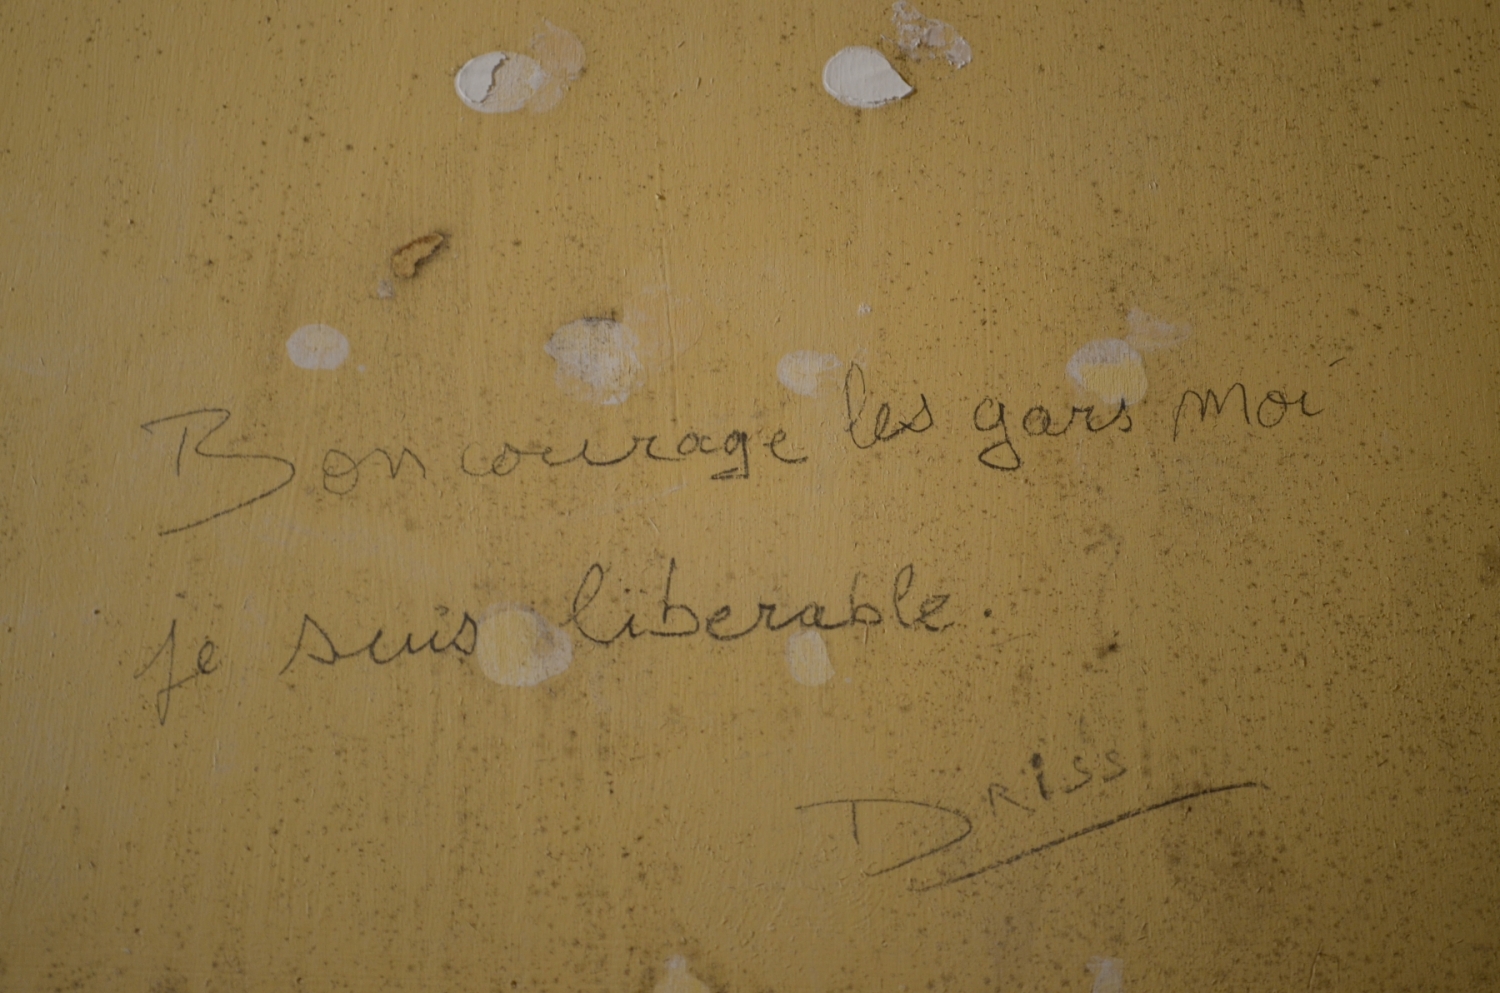 Bon courage les gars moi
je suis liberable.
DRiss